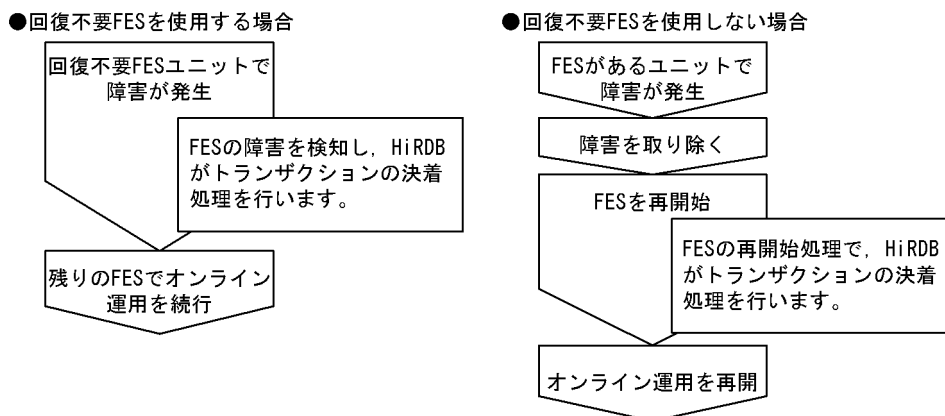 ●回復不要FESを使用する場合
回復不要FESユニットで
障害が発生
FESの障害を検知し，HiRDB
がトランザクションの決着
処理を行います。
残りのFESでオンライン
運用を続行
●回復不要FESを使用しない場合
FESがあるユニットで
障害が発生
障害を取り除く
FESを再開始
FESの再開始処理で，HiRDB
がトランザクションの決着
処理を行います。
オンライン運用を再開